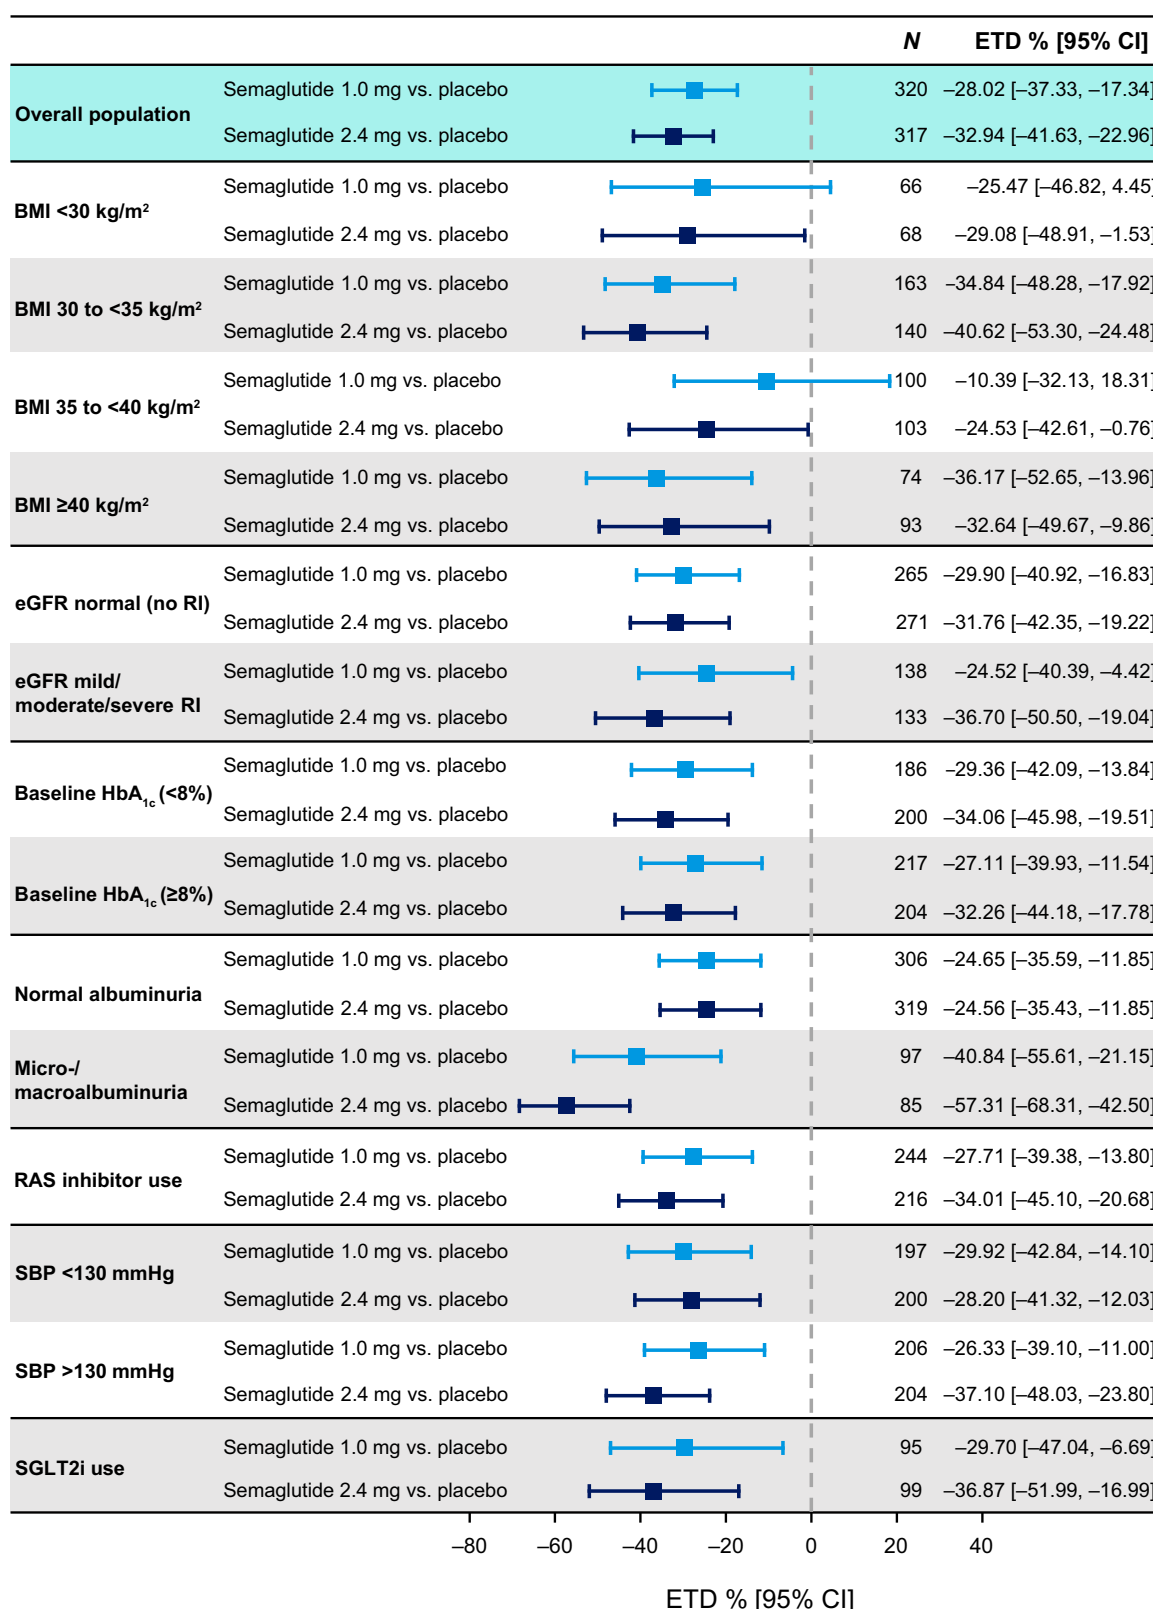 N ETD % [95% CI]
Overall population
Semaglutide 1.0 mg vs. placebo 320 –28.02 [–37.33, –17.34]
Semaglutide 2.4 mg vs. placebo 317 –32.94 [–41.63, –22.96]
BMI <30 kg/m²
Semaglutide 1.0 mg vs. placebo 66 –25.47 [–46.82, 4.45]
Semaglutide 2.4 mg vs. placebo 68 –29.08 [–48.91, –1.53]
BMI 30 to <35 kg/m²
Semaglutide 1.0 mg vs. placebo 163 –34.84 [–48.28, –17.92]
Semaglutide 2.4 mg vs. placebo 140 –40.62 [–53.30, –24.48]
BMI 35 to <40 kg/m²
Semaglutide 1.0 mg vs. placebo 100 –10.39 [–32.13, 18.31]
Semaglutide 2.4 mg vs. placebo 103 –24.53 [–42.61, –0.76]
BMI ≥40 kg/m²
Semaglutide 1.0 mg vs. placebo 74 –36.17 [–52.65, –13.96]
Semaglutide 2.4 mg vs. placebo 93 –32.64 [–49.67, –9.86]
eGFR normal (no RI)
Semaglutide 1.0 mg vs. placebo 265 –29.90 [–40.92, –16.83]
Semaglutide 2.4 mg vs. placebo 271 –31.76 [–42.35, –19.22]
eGFR mild/
moderate/severe RI
Semaglutide 1.0 mg vs. placebo 138 –24.52 [–40.39, –4.42]
Semaglutide 2.4 mg vs. placebo 133 –36.70 [–50.50, –19.04]
Baseline HbA₁c (<8%)
Semaglutide 1.0 mg vs. placebo 186 –29.36 [–42.09, –13.84]
Semaglutide 2.4 mg vs. placebo 200 –34.06 [–45.98, –19.51]
Baseline HbA₁c (≥8%)
Semaglutide 1.0 mg vs. placebo 217 –27.11 [–39.93, –11.54]
Semaglutide 2.4 mg vs. placebo 204 –32.26 [–44.18, –17.78]
Normal albuminuria
Semaglutide 1.0 mg vs. placebo 306 –24.65 [–35.59, –11.85]
Semaglutide 2.4 mg vs. placebo 319 –24.56 [–35.43, –11.85]
Micro-/
macroalbuminuria
Semaglutide 1.0 mg vs. placebo 97 –40.84 [–55.61, –21.15]
Semaglutide 2.4 mg vs. placebo 85 –57.31 [–68.31, –42.50]
RAS inhibitor use
Semaglutide 1.0 mg vs. placebo 244 –27.71 [–39.38, –13.80]
Semaglutide 2.4 mg vs. placebo 216 –34.01 [–45.10, –20.68]
SBP <130 mmHg
Semaglutide 1.0 mg vs. placebo 197 –29.92 [–42.84, –14.10]
Semaglutide 2.4 mg vs. placebo 200 –28.20 [–41.32, –12.03]
SBP >130 mmHg
Semaglutide 1.0 mg vs. placebo 206 –26.33 [–39.10, –11.00]
Semaglutide 2.4 mg vs. placebo 204 –37.10 [–48.03, –23.80]
SGLT2i use
Semaglutide 1.0 mg vs. placebo 95 –29.70 [–47.04, –6.69]
Semaglutide 2.4 mg vs. placebo 99 –36.87 [–51.99, –16.99]
–80 –60 –40 –20 0 20 40
ETD % [95% CI]